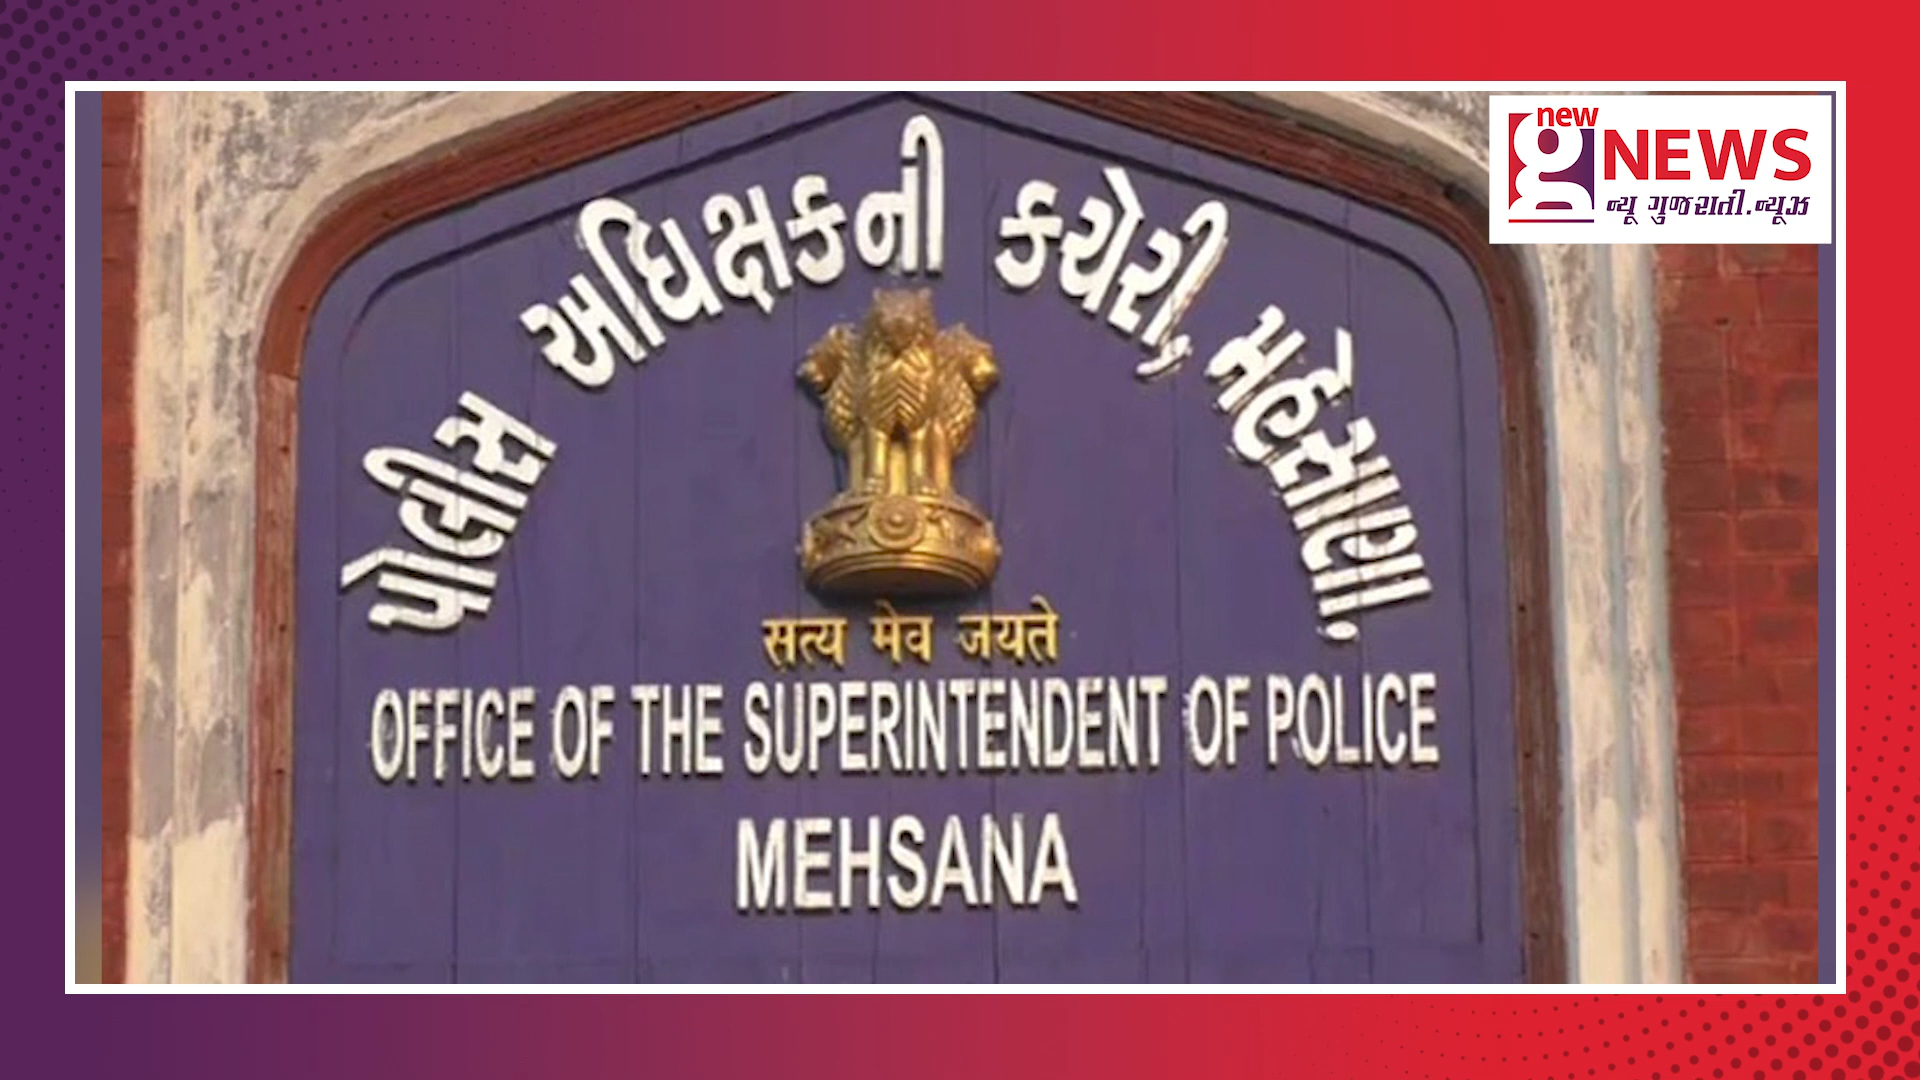 new
g NEWS
ન્યૂ ગુજરાતી.ન્યૂઝ
પોલીસ અધિક્ષકની કચેરી, મહેસાણા,
सत्य मेव जयते
OFFICE OF THE SUPERINTENDENT OF POLICE
MEHSANA